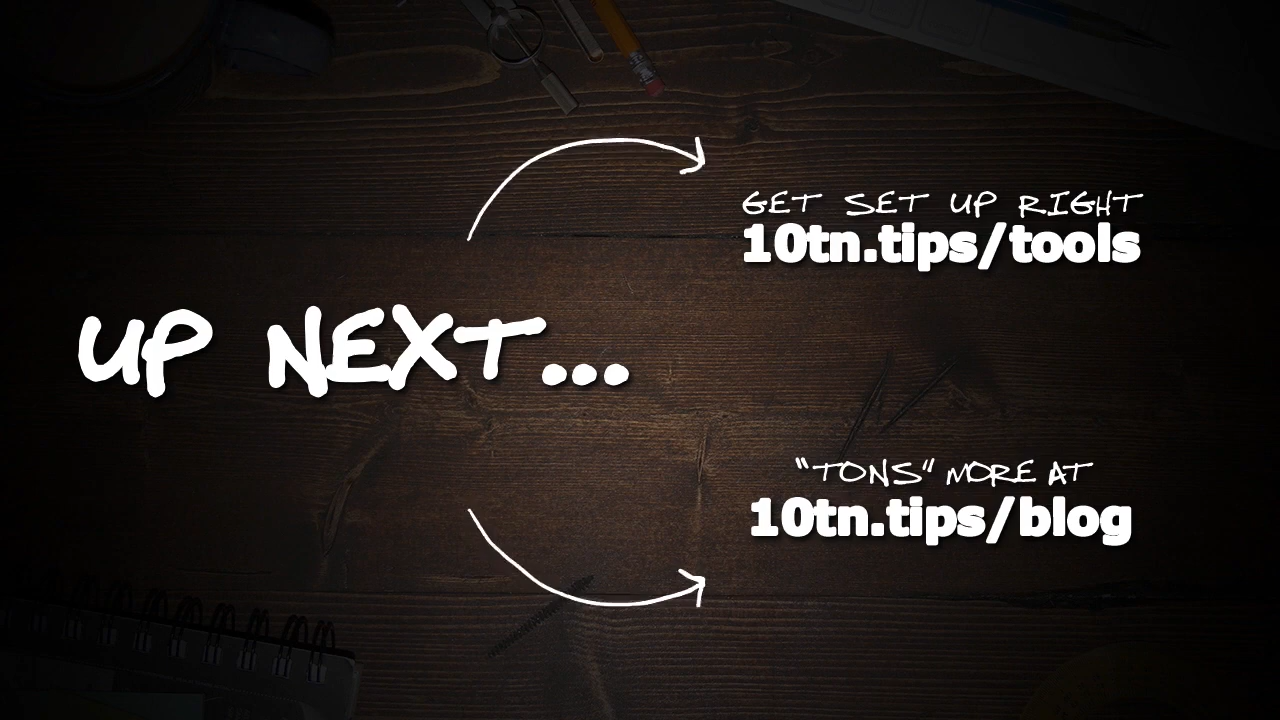 UP NEXT...
GET SET UP RIGHT
10tn.tips/tools
"TONS" MORE AT
10tn.tips/blog